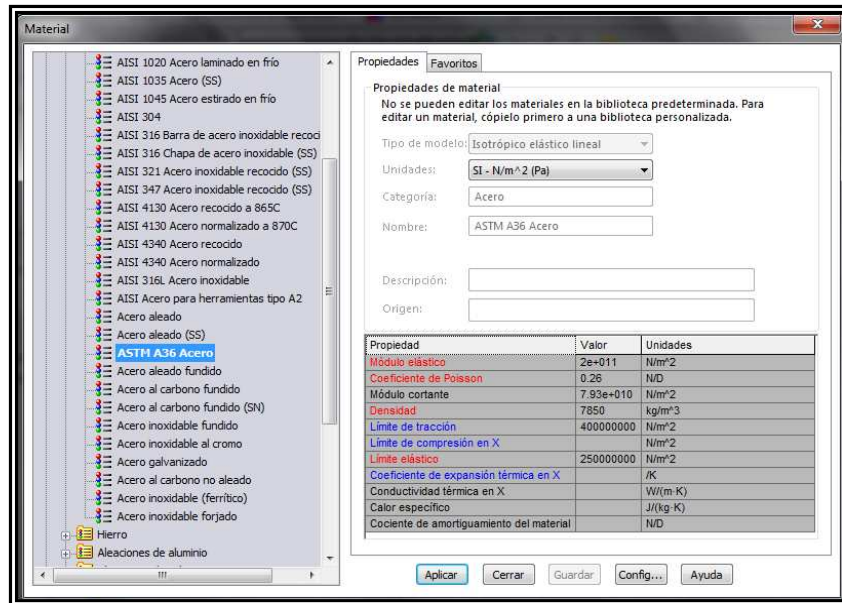 Material
AISI 1020 Acero laminado en frío
AISI 1035 Acero (SS)
AISI 1045 Acero estirado en frío
AISI 304
AISI 316 Barra de acero inoxidable recoci
AISI 316 Chapa de acero inoxidable (SS)
AISI 321 Acero inoxidable recocido (SS)
AISI 347 Acero inoxidable recocido (SS)
AISI 4130 Acero recocido a 865C
AISI 4130 Acero normalizado a 870C
AISI 4340 Acero recocido
AISI 4340 Acero normalizado
AISI 316L Acero inoxidable
AISI Acero para herramientas tipo A2
Acero aleado
Acero aleado (SS)
ASTM A36 Acero
Acero aleado fundido
Acero al carbono fundido
Acero al carbono fundido (SN)
Acero inoxidable fundido
Acero inoxidable al cromo
Acero galvanizado
Acero al carbono no aleado
Acero inoxidable (ferrítico)
Acero inoxidable forjado
Hierro
Aleaciones de aluminio
Propiedades Favoritos
Propiedades de material
No se pueden editar los materiales en la biblioteca predeterminada. Para
editar un material, cópielo primero a una biblioteca personalizada.
Tipo de modelo: Isotrópico elástico lineal
Unidades: SI - N/m^2 (Pa)
Categoría: Acero
Nombre: ASTM A36 Acero
Descripción:
Origen:
Propiedad Valor Unidades
Módulo elástico 2e+011 N/m^2
Coeficiente de Poisson 0.26 N/D
Módulo cortante 7.93e+010 N/m^2
Densidad 7850 kg/m^3
Límite de tracción 400000000 N/m^2
Límite de compresión en X N/m^2
Límite elástico 250000000 N/m^2
Coeficiente de expansión térmica en X /K
Conductividad térmica en X W/(m·K)
Calor específico J/(kg·K)
Cociente de amortiguamiento del material N/D
Aplicar Cerrar Guardar Config... Ayuda